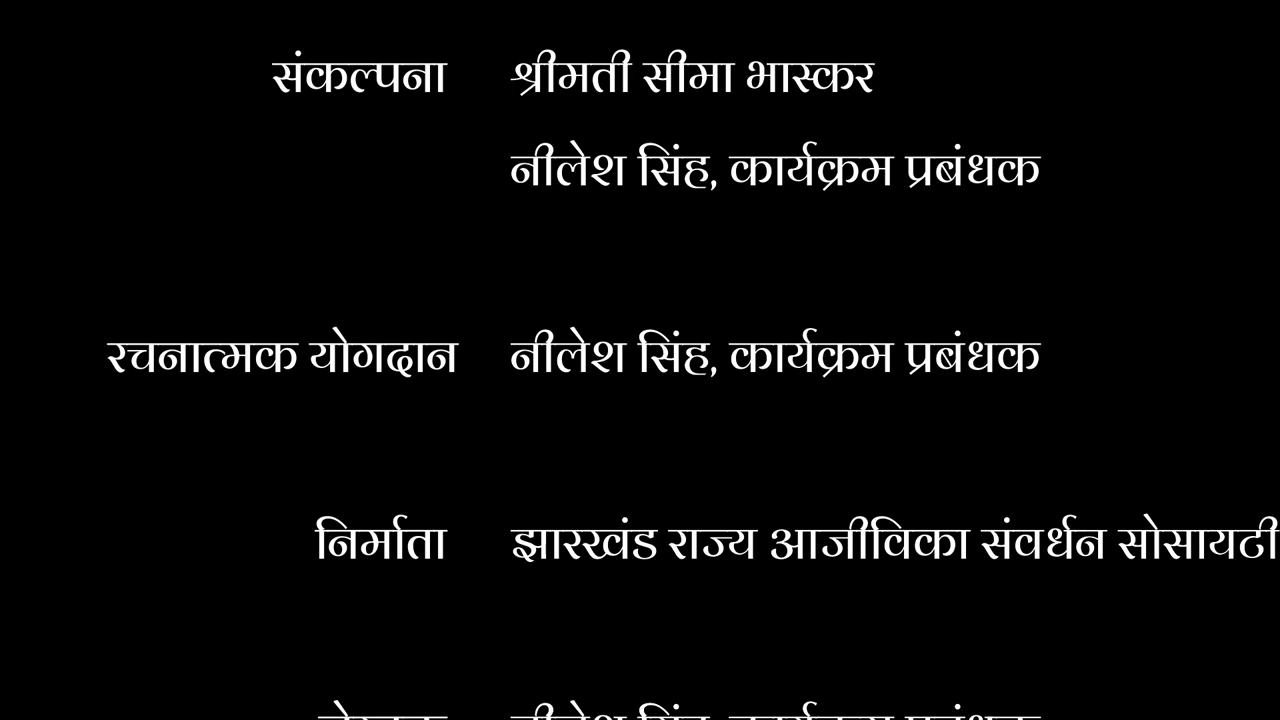 संकल्पना श्रीमती सीमा भास्कर
नीलेश सिंह, कार्यक्रम प्रबंधक
रचनात्मक योगदान नीलेश सिंह, कार्यक्रम प्रबंधक
निर्माता झारखंड राज्य आजीविका संवर्धन सोसायटी